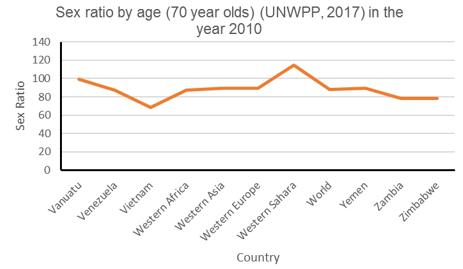 Sex ratio by age (70 year olds) (UNWPP, 2017) in the
year 2010
140
120
100
80
60
40
20
0
Sex Ratio
Vanuatu
Venezuela
Vietnam
Western Africa
Western Asia
Western Europe
Western Sahara
World
Yemen
Zambia
Zimbabwe
Country